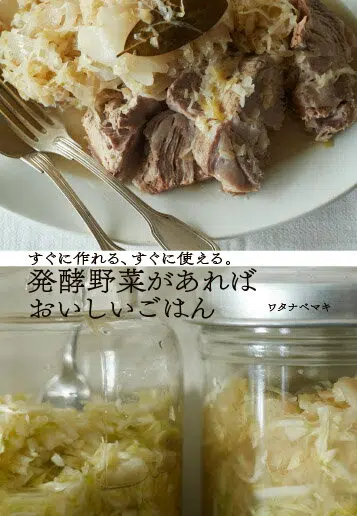 すぐに作れる、すぐに使える。
発酵野菜があれば
おいしいごはん
ワタナベマキ